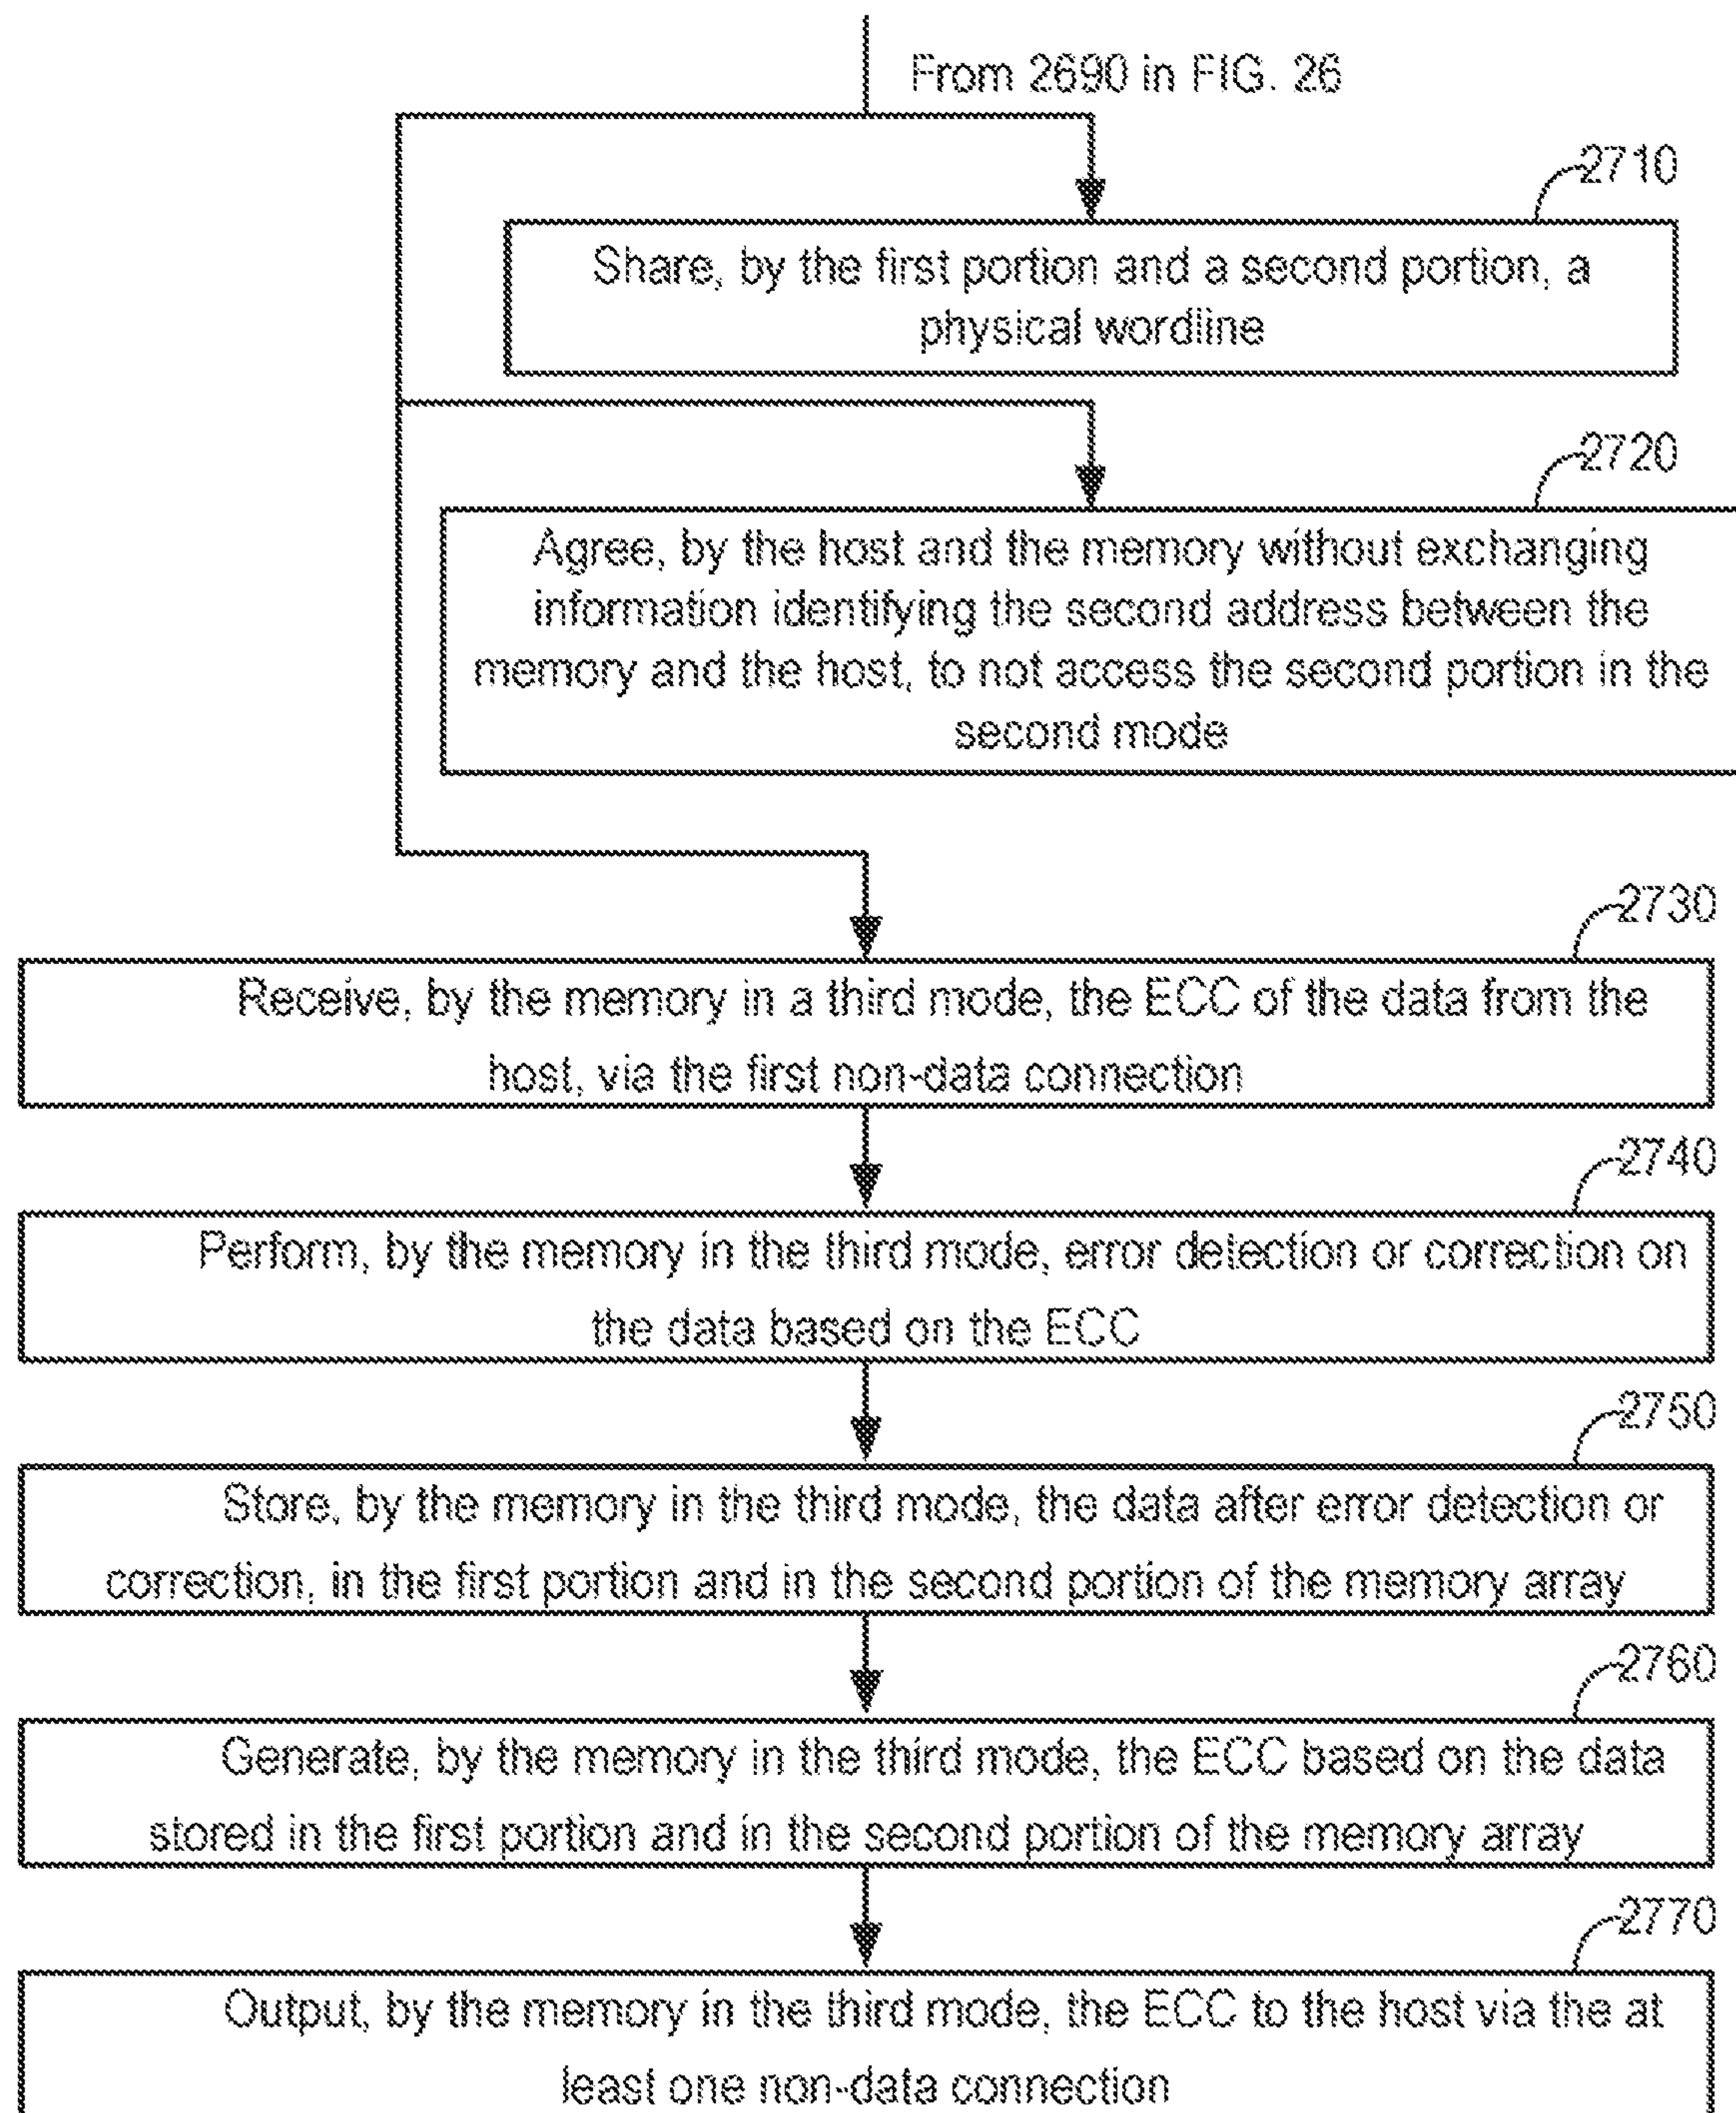 From 2690 in FIG. 26
2710
Share, by the first portion and a second portion, a
physical wordline
2720
Agree, by the host and the memory without exchanging
information identifying the second address between the
memory and the host, to not access the second portion in the
second mode
2730
Receive, by the memory in a third mode, the ECC of the data from the
host, via the first non-data connection
2740
Perform, by the memory in the third mode, error detection or correction on
the data based on the ECC
2750
Store, by the memory in the third mode, the data after error detection or
correction, in the first portion and in the second portion of the memory array
2760
Generate, by the memory in the third mode, the ECC based on the data
stored in the first portion and in the second portion of the memory array
2770
Output, by the memory in the third mode, the ECC to the host via the at
least one non-data connection